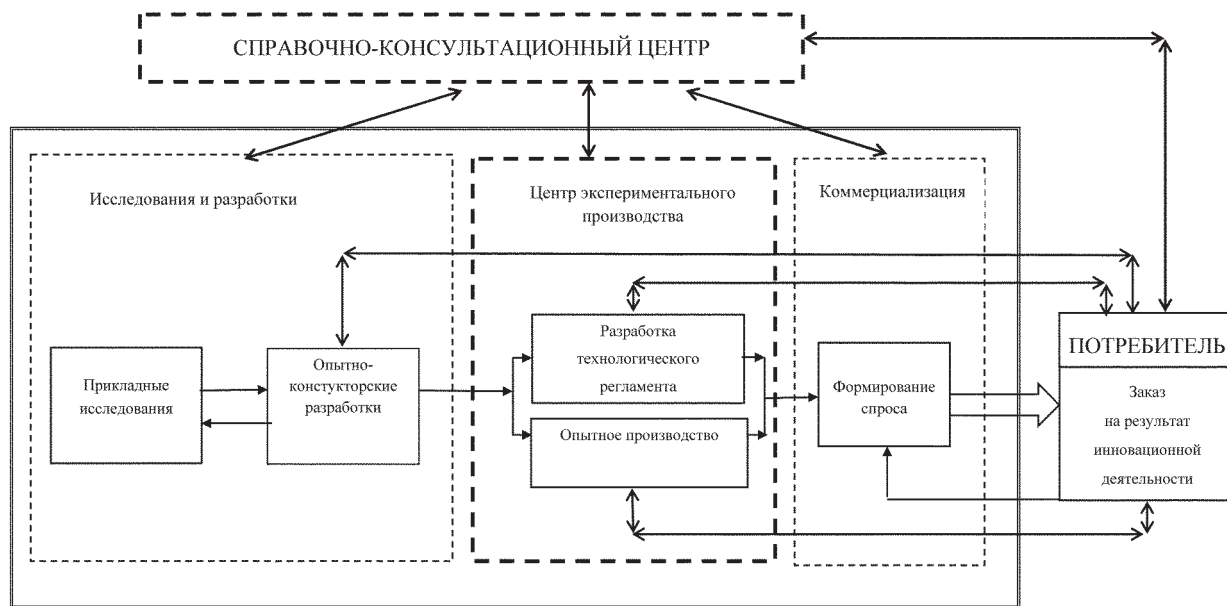 СПРАВОЧНО-КОНСУЛЬТАЦИОННЫЙ ЦЕНТР
Исследования и разработки
Центр экспериментального
производства
Коммерциализация
Прикладные
исследования
Опытно-
констукторские
разработки
Разработка
технологического
регламента
Опытное производство
Формирование
спроса
ПОТРЕБИТЕЛЬ
Заказ
на результат
инновационной
деятельности